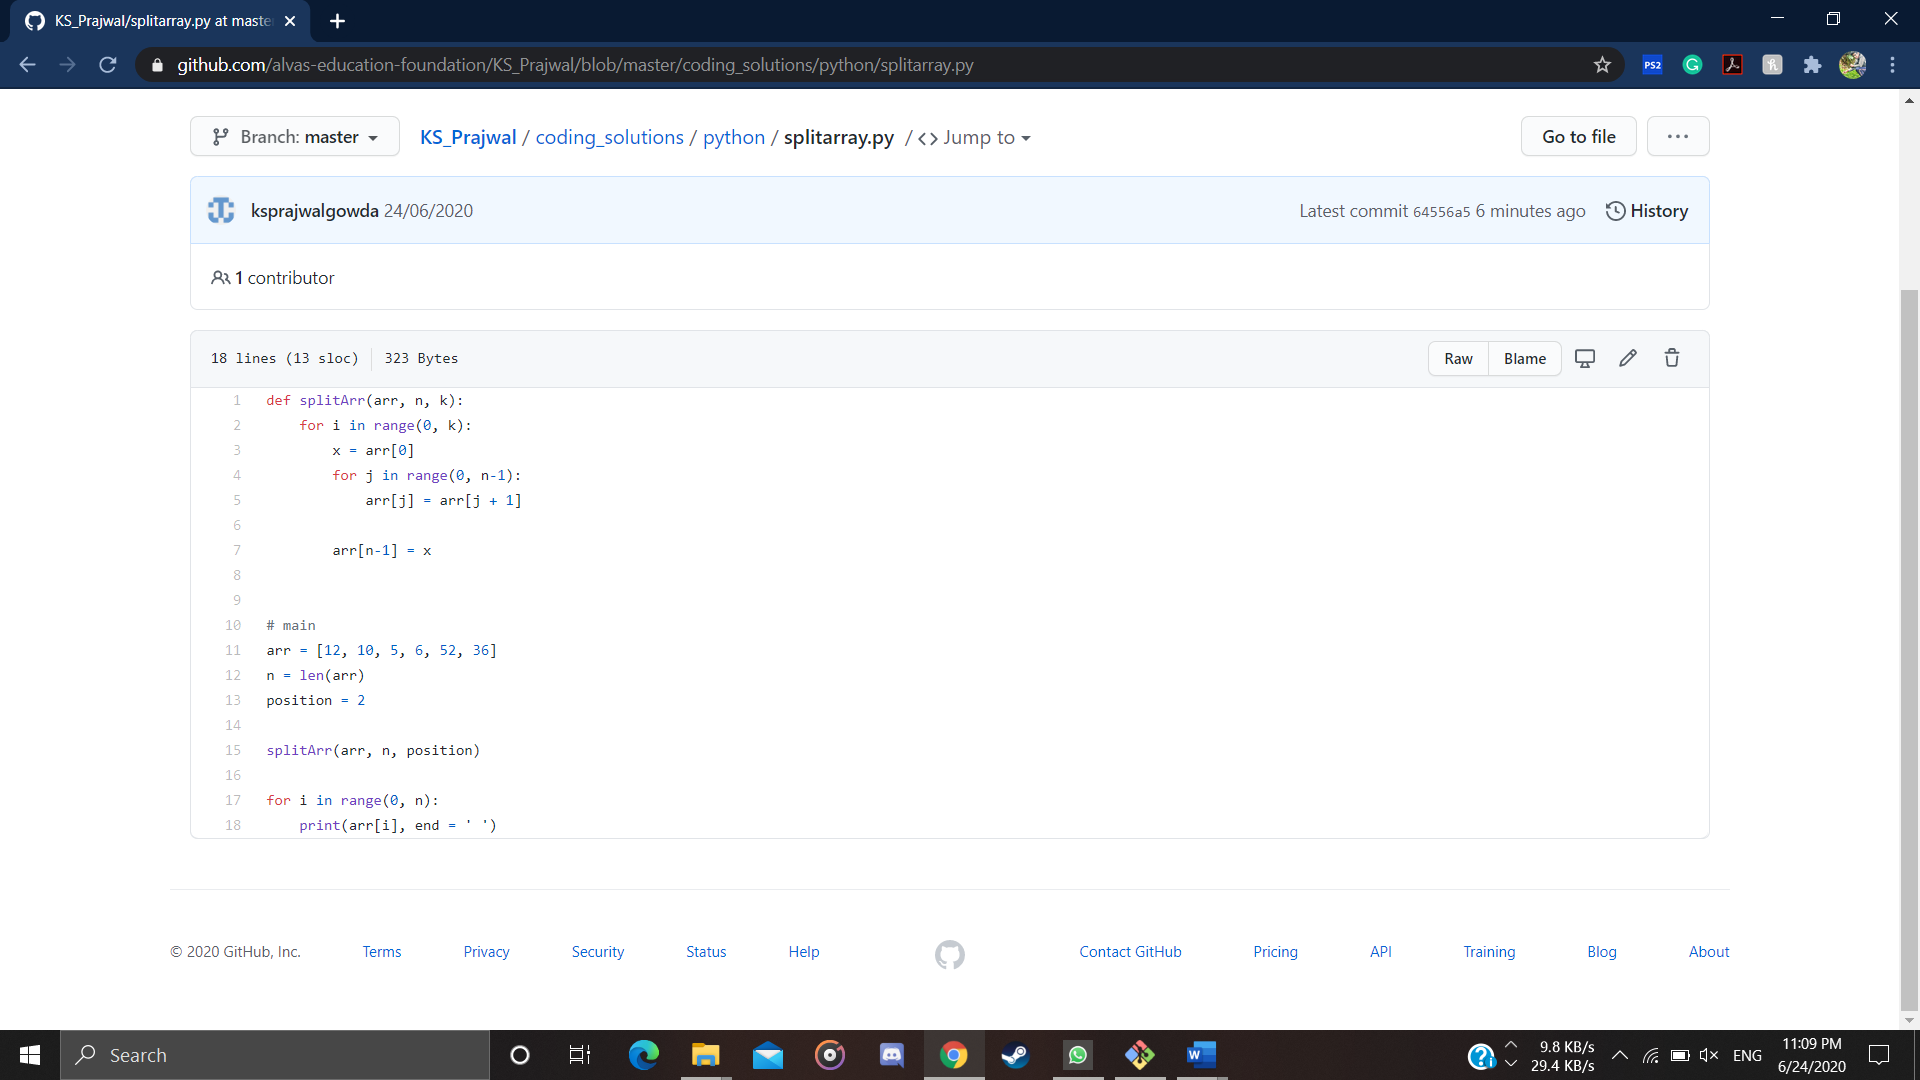 KS_Prajwal/splitarray.py at maste
github.com/alvas-education-foundation/KS_Prajwal/blob/master/coding_solutions/python/splitarray.py
PS2
Branch: master
KS_Prajwal / coding_solutions / python / splitarray.py / <> Jump to
Go to file
...
ksprajwalgowda 24/06/2020
Latest commit 64556a5 6 minutes ago
History
1 contributor
18 lines (13 sloc) 323 Bytes
Raw
Blame
1 def splitArr(arr, n, k):
2     for i in range(0, k):
3         x = arr[0]
4         for j in range(0, n-1):
5             arr[j] = arr[j + 1]
6
7         arr[n-1] = x
8
9
10 # main
11 arr = [12, 10, 5, 6, 52, 36]
12 n = len(arr)
13 position = 2
14
15 splitArr(arr, n, position)
16
17 for i in range(0, n):
18     print(arr[i], end = ' ')
© 2020 GitHub, Inc. Terms Privacy Security Status Help Contact GitHub Pricing API Training Blog About
Search
9.8 KB/s
29.4 KB/s
ENG
11:09 PM
6/24/2020